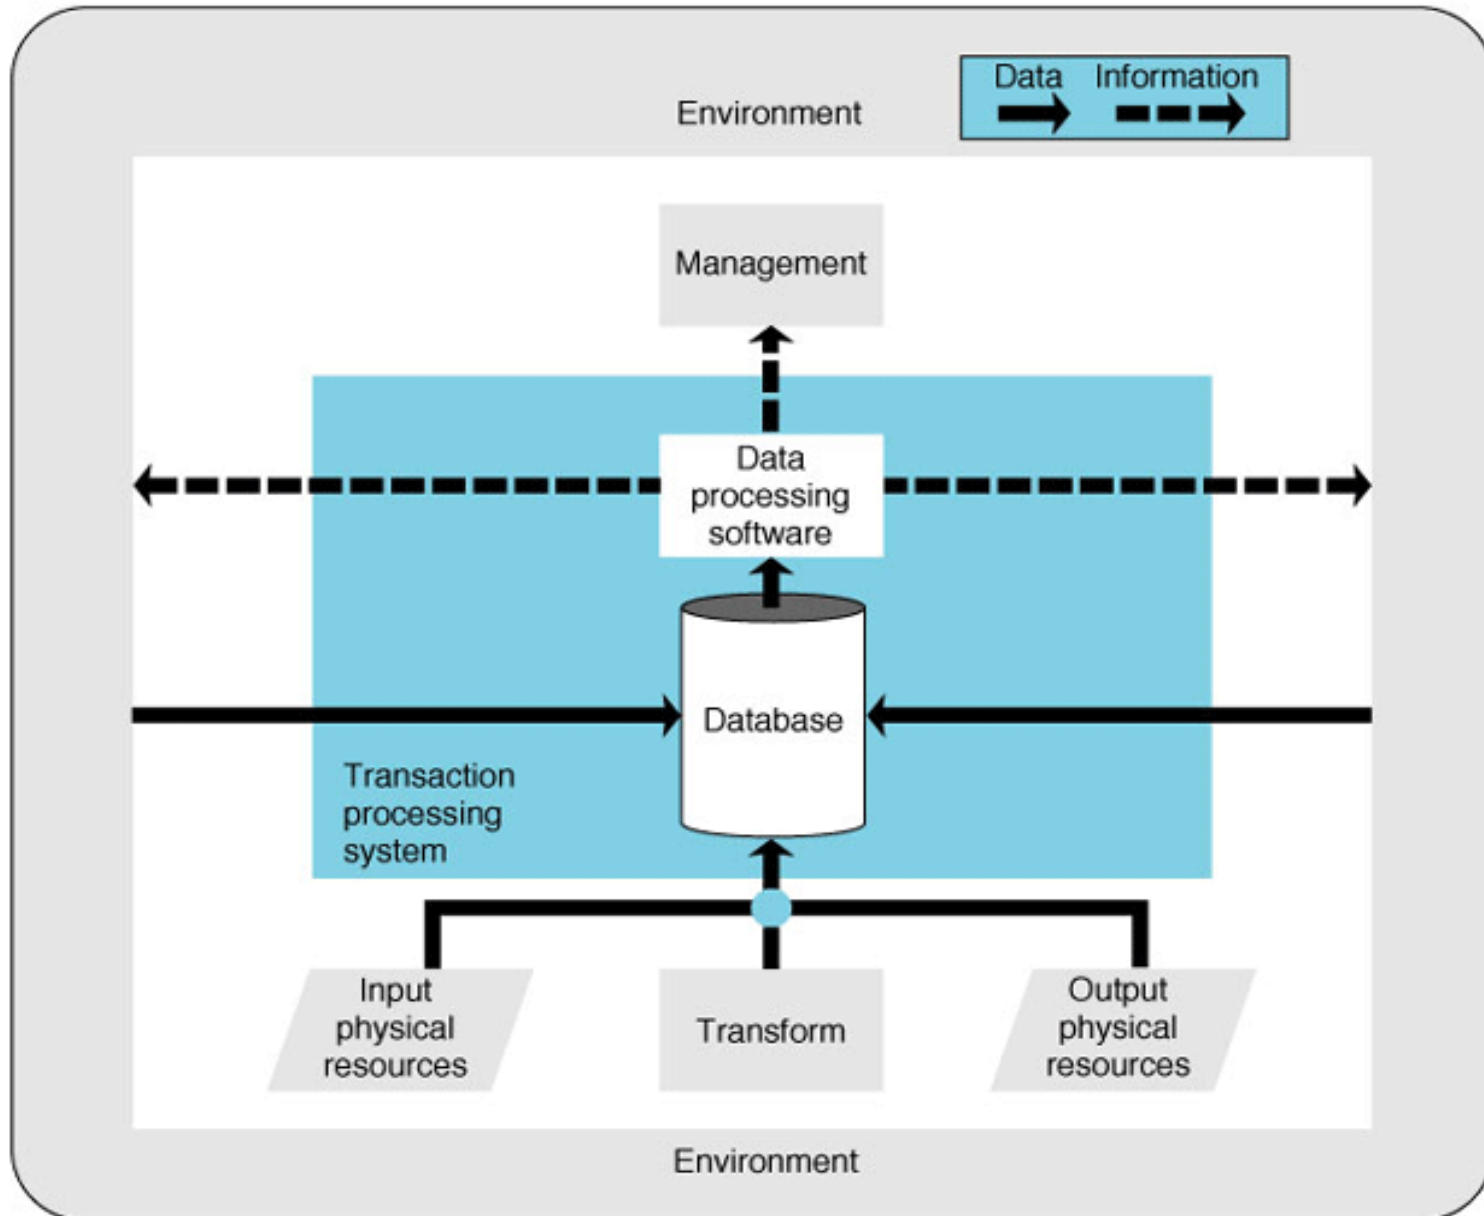 Data Information
Environment
Management
Data
processing
software
Database
Transaction
processing
system
Input
physical
resources
Transform
Output
physical
resources
Environment